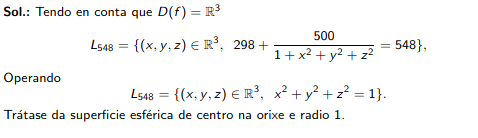 Sol.: Tendo en conta que D(f) = ℝ³
L₅₄₈ = {(x, y, z) ∈ ℝ³, 298 + 500 / (1 + x² + y² + z²) = 548},
Operando
L₅₄₈ = {(x, y, z) ∈ ℝ³, x² + y² + z² = 1}.
Trátase da superficie esférica de centro na orixe e radio 1.